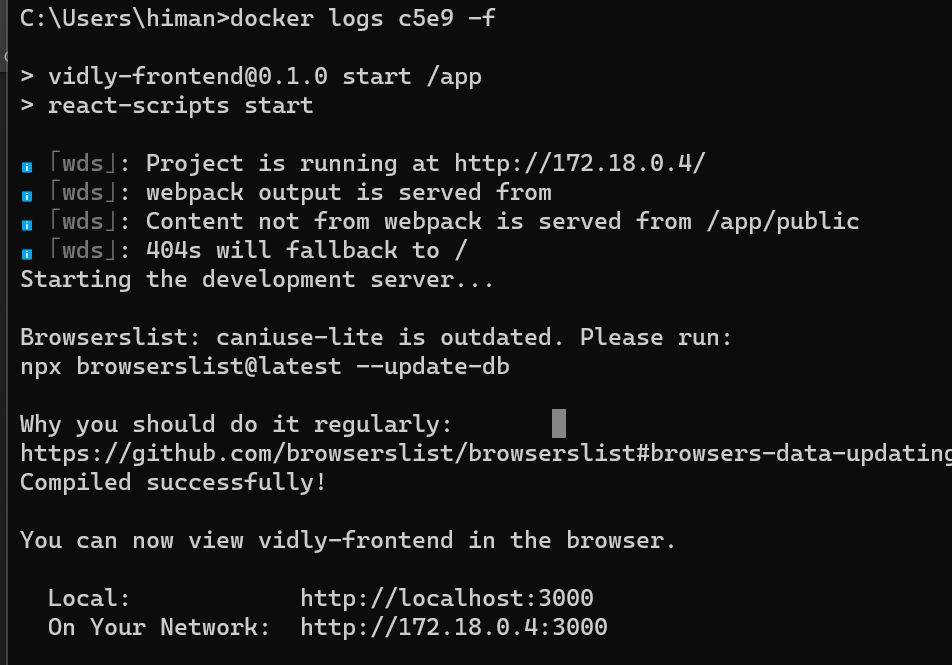 C:\Users\himan>docker logs c5e9 -f
> vidly-frontend@0.1.0 start /app
> react-scripts start
i ｢wds｣: Project is running at http://172.18.0.4/
i ｢wds｣: webpack output is served from
i ｢wds｣: Content not from webpack is served from /app/public
i ｢wds｣: 404s will fallback to /
Starting the development server...
Browserslist: caniuse-lite is outdated. Please run:
npx browserslist@latest --update-db
Why you should do it regularly:
https://github.com/browserslist/browserslist#browsers-data-updating
Compiled successfully!
You can now view vidly-frontend in the browser.
Local: http://localhost:3000
On Your Network: http://172.18.0.4:3000